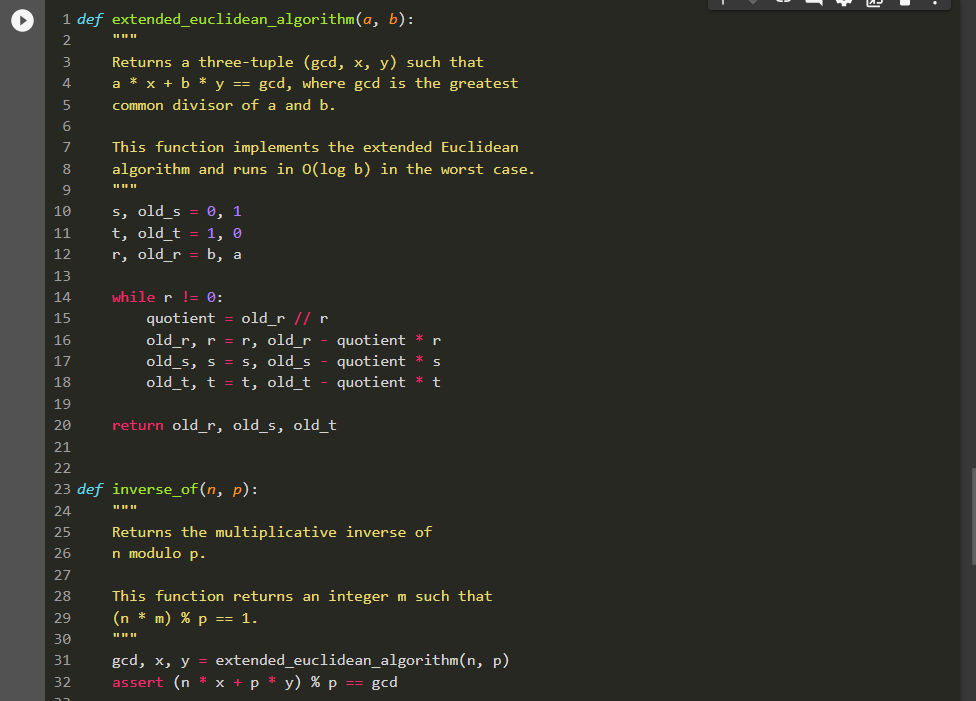 1 def extended_euclidean_algorithm(a, b):
2     """
3     Returns a three-tuple (gcd, x, y) such that
4     a * x + b * y == gcd, where gcd is the greatest
5     common divisor of a and b.
6
7     This function implements the extended Euclidean
8     algorithm and runs in O(log b) in the worst case.
9     """
10     s, old_s = 0, 1
11     t, old_t = 1, 0
12     r, old_r = b, a
13
14     while r != 0:
15         quotient = old_r // r
16         old_r, r = r, old_r - quotient * r
17         old_s, s = s, old_s - quotient * s
18         old_t, t = t, old_t - quotient * t
19
20     return old_r, old_s, old_t
21
22
23 def inverse_of(n, p):
24     """
25     Returns the multiplicative inverse of
26     n modulo p.
27
28     This function returns an integer m such that
29     (n * m) % p == 1.
30     """
31     gcd, x, y = extended_euclidean_algorithm(n, p)
32     assert (n * x + p * y) % p == gcd